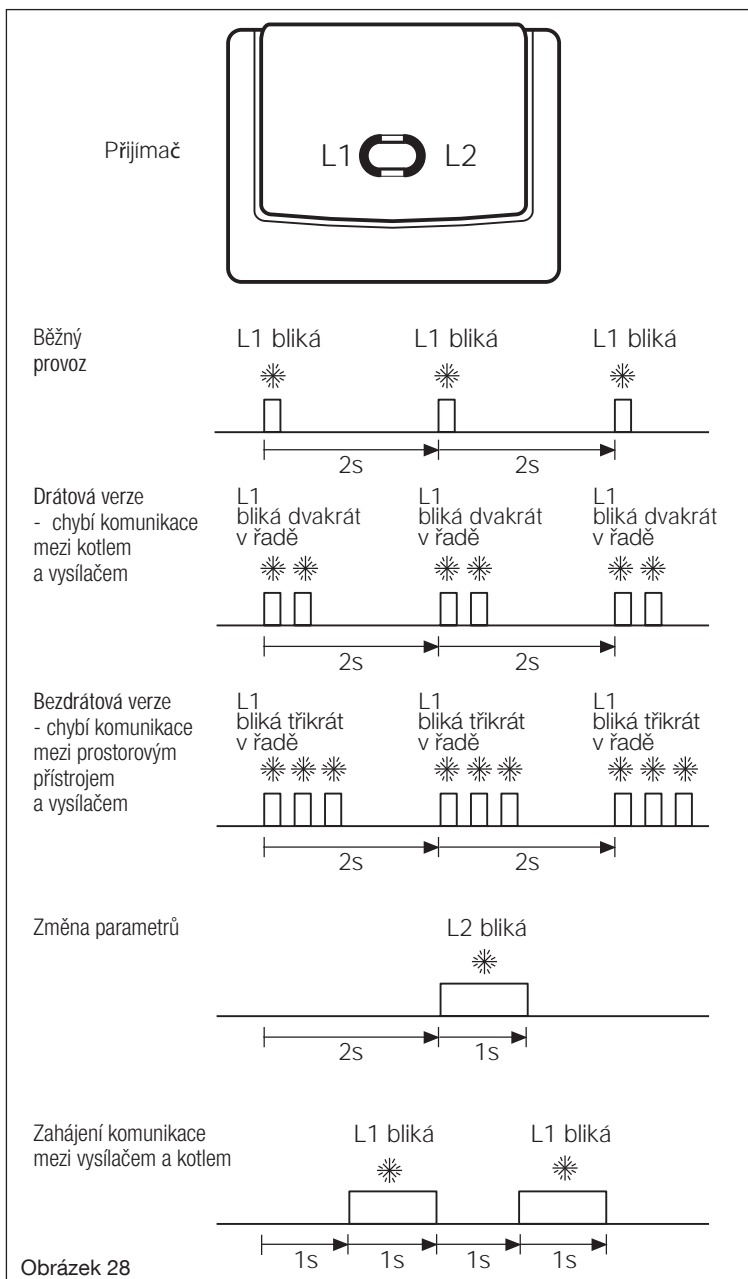 Přijímač
L1 L2
Běžný
provoz
L1 bliká L1 bliká L1 bliká
2s 2s
Drátová verze
- chybí komunikace
mezi kotlem
a vysílačem
L1 L1 L1
bliká dvakrát bliká dvakrát bliká dvakrát
v řadě v řadě v řadě
2s 2s
Bezdrátová verze
- chybí komunikace
mezi prostorovým
přístrojem
a vysílačem
L1 L1 L1
bliká třikrát bliká třikrát bliká třikrát
v řadě v řadě v řadě
2s 2s
Změna parametrů
L2 bliká
2s 1s
Zahájení komunikace
mezi vysílačem a kotlem
L1 bliká L1 bliká
1s 1s 1s 1s
Obrázek 28